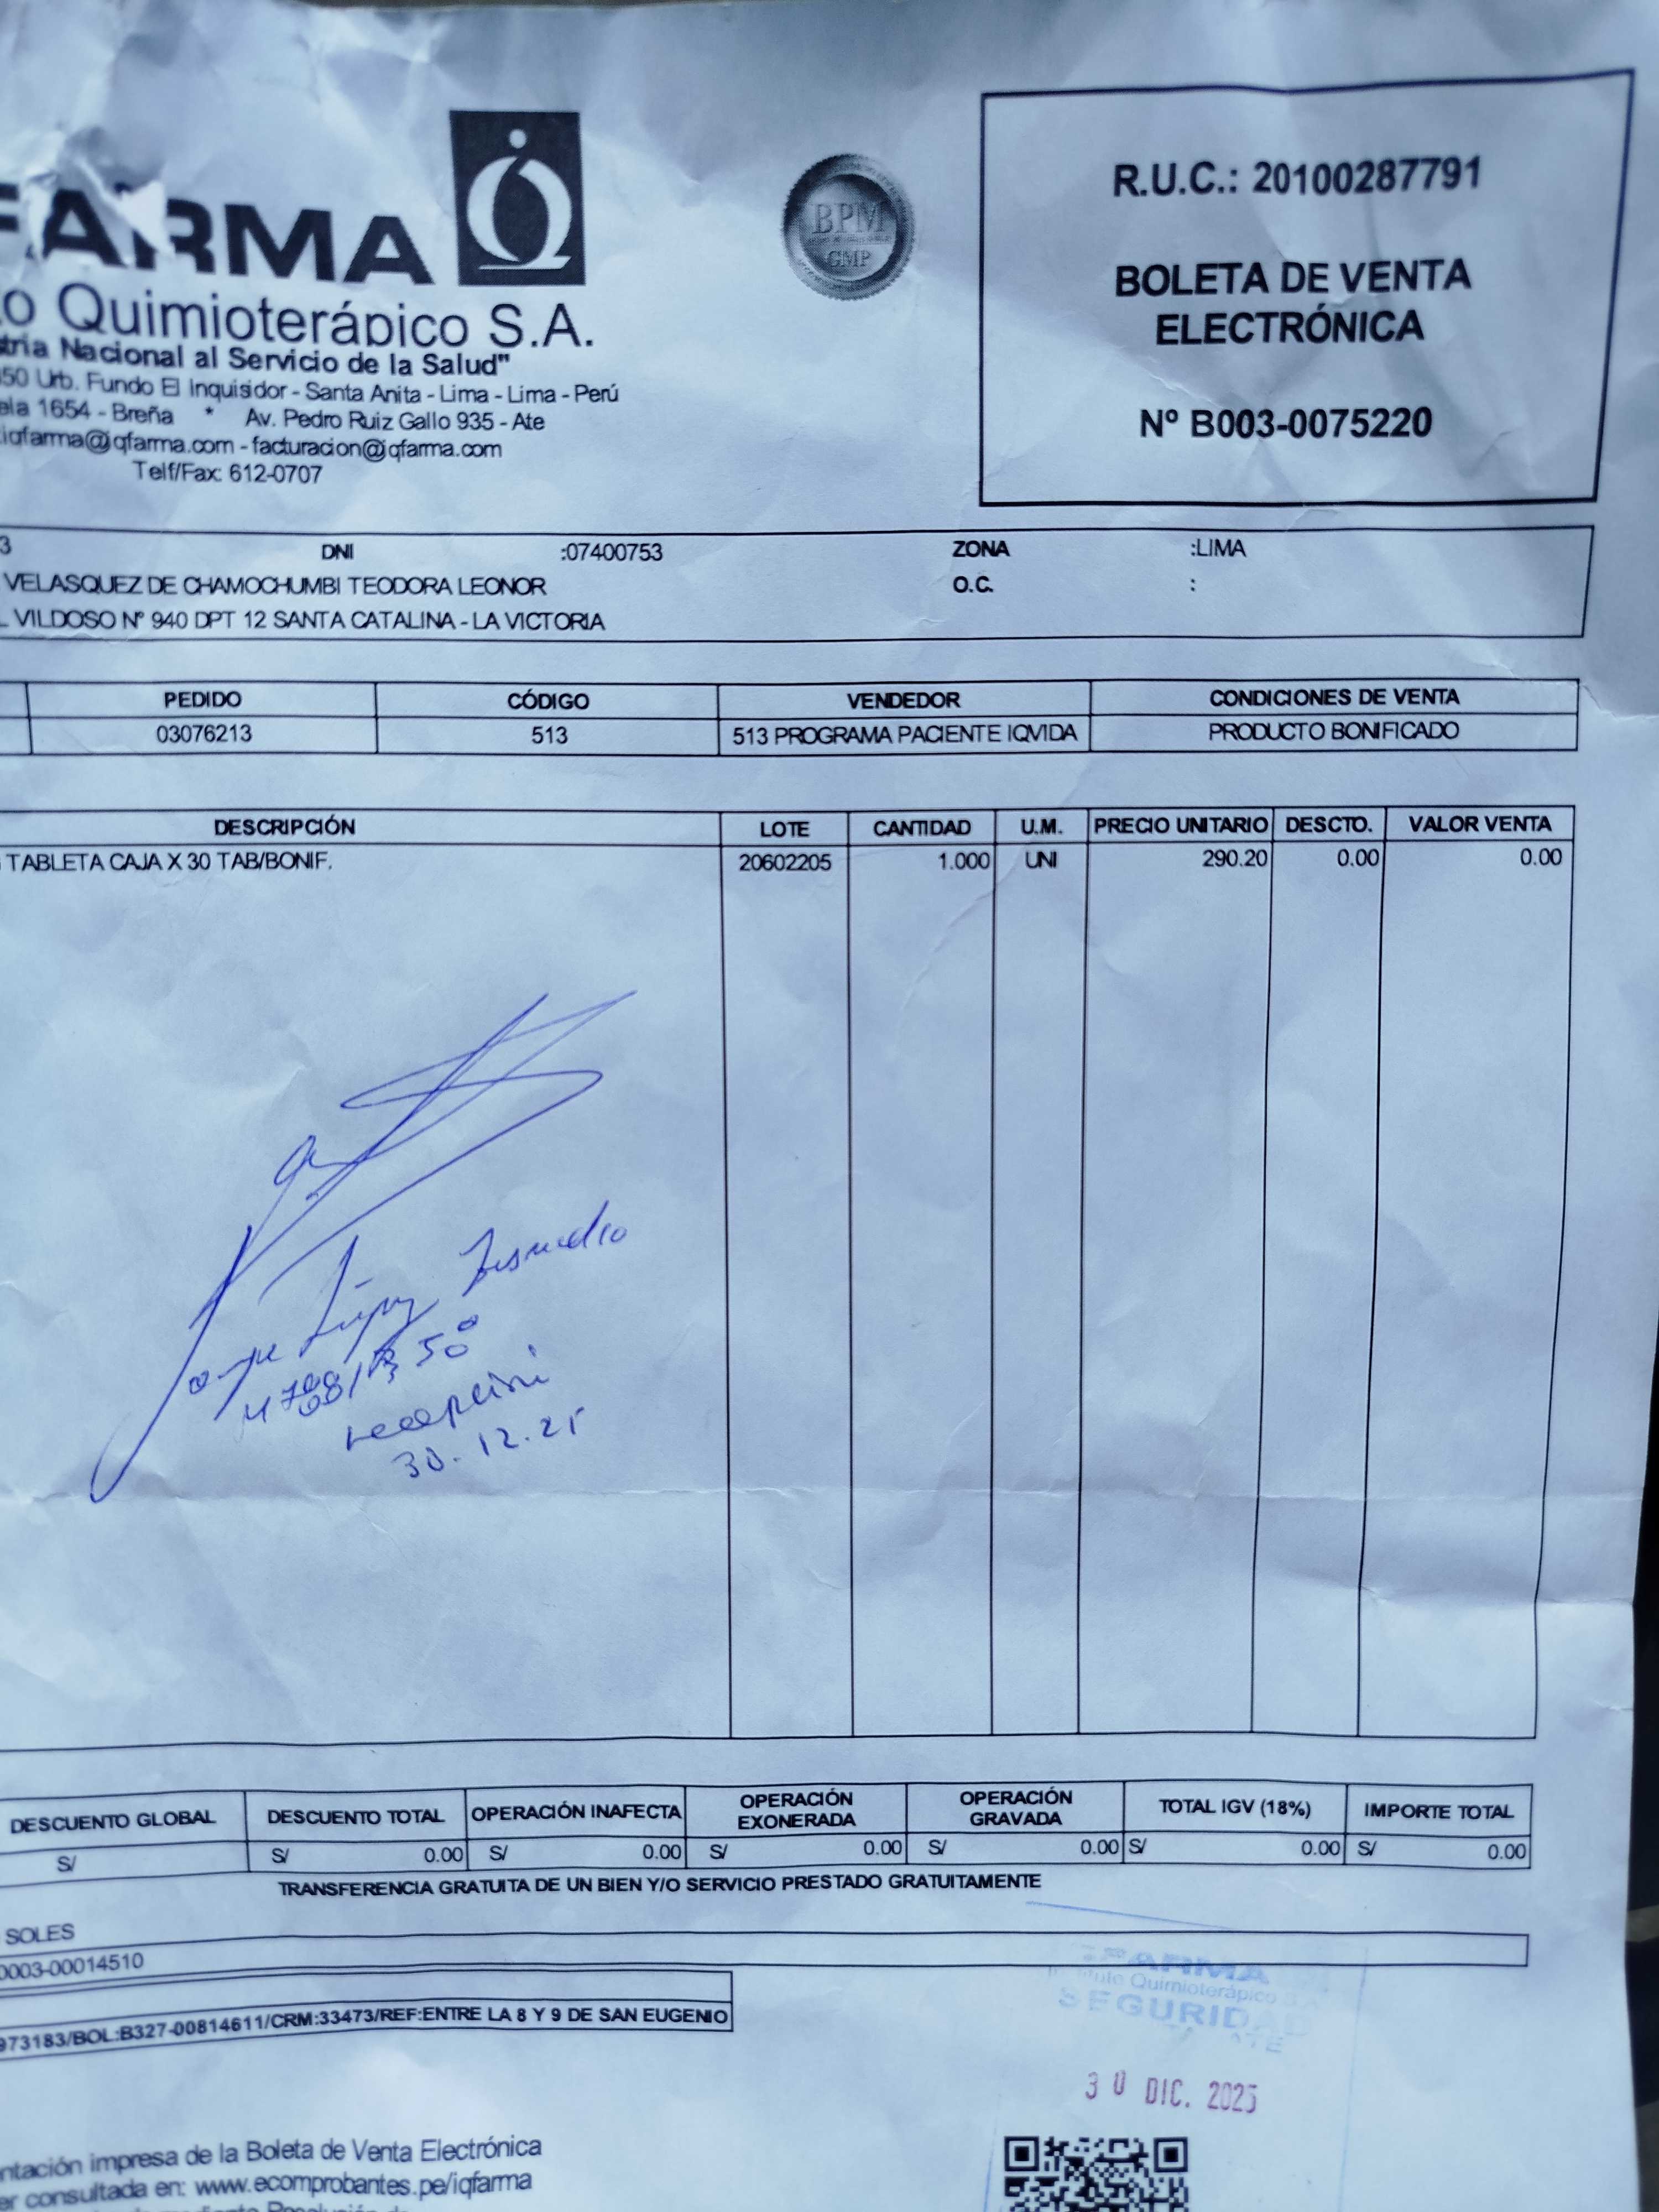 FARMA
o Quimioterápico S.A.
stria Nacional al Servicio de la Salud"
50 Urb. Fundo El Inquisidor - Santa Anita - Lima - Lima - Perú
ela 1654 - Breña * Av. Pedro Ruiz Gallo 935 - Ate
iqfarma@iqfarma.com - facturacion@iqfarma.com
Telf/Fax: 612-0707
BPM
GMP
R.U.C.: 20100287791
BOLETA DE VENTA
ELECTRÓNICA
Nº B003-0075220
3 DNI :07400753 ZONA :LIMA
VELASQUEZ DE CHAMOCHUMBI TEODORA LEONOR O.C. :
VILDOSO Nº 940 DPT 12 SANTA CATALINA - LA VICTORIA
PEDIDO CÓDIGO VENDEDOR CONDICIONES DE VENTA
03076213 513 513 PROGRAMA PACIENTE IQVIDA PRODUCTO BONIFICADO
DESCRIPCIÓN LOTE CANTIDAD U.M. PRECIO UNITARIO DESCTO. VALOR VENTA
TABLETA CAJA X 30 TAB/BONIF. 20602205 1.000 UNI 290.20 0.00 0.00
recepción
30.12.25
DESCUENTO GLOBAL DESCUENTO TOTAL OPERACIÓN INAFECTA OPERACIÓN EXONERADA OPERACIÓN GRAVADA TOTAL IGV (18%) IMPORTE TOTAL
S/ S/ 0.00 S/ 0.00 S/ 0.00 S/ 0.00 S/ 0.00 S/ 0.00
TRANSFERENCIA GRATUITA DE UN BIEN Y/O SERVICIO PRESTADO GRATUITAMENTE
SOLES
0003-00014510
973183/BOL:B327-00814611/CRM:33473/REF:ENTRE LA 8 Y 9 DE SAN EUGENIO
FARMA
Instituto Quimioterápico S.A.
SEGURIDAD
ATE
30 DIC. 2025
ntación impresa de la Boleta de Venta Electrónica
er consultada en: www.ecomprobantes.pe/iqfarma